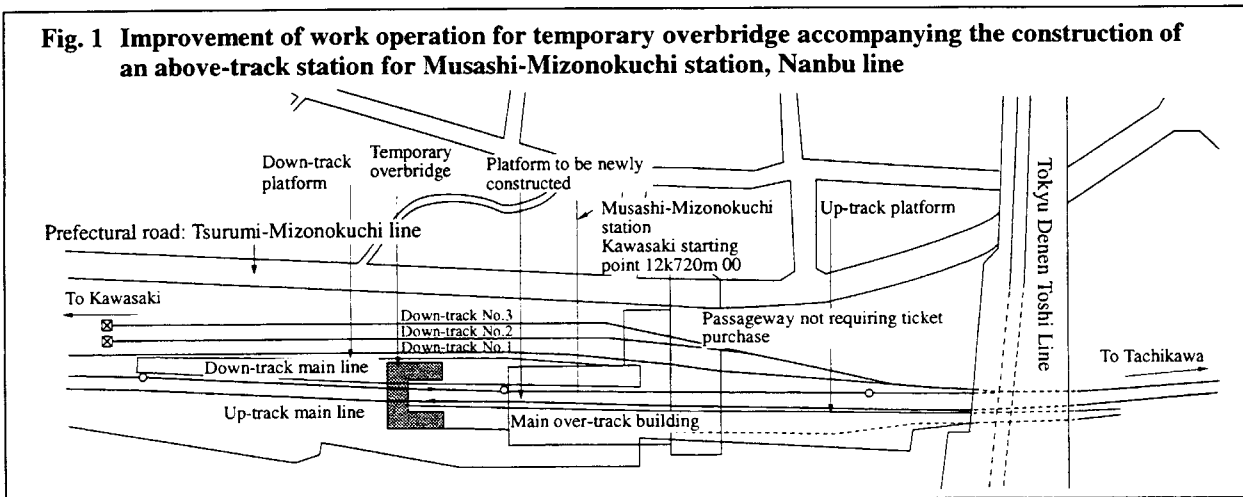 Fig. 1 Improvement of work operation for temporary overbridge accompanying the construction of
an above-track station for Musashi-Mizonokuchi station, Nanbu line
Down-track
platform
Temporary
overbridge
Platform to be newly
constructed
Musashi-Mizonokuchi
station
Kawasaki starting
point 12k720m 00
Up-track platform
Tokyu Denen Toshi Line
Prefectural road: Tsurumi-Mizonokuchi line
To Kawasaki
Down-track No.3
Down-track No.2
Down-track No.1
Passageway not requiring ticket
purchase
To Tachikawa
Down-track main line
Up-track main line
Main over-track building